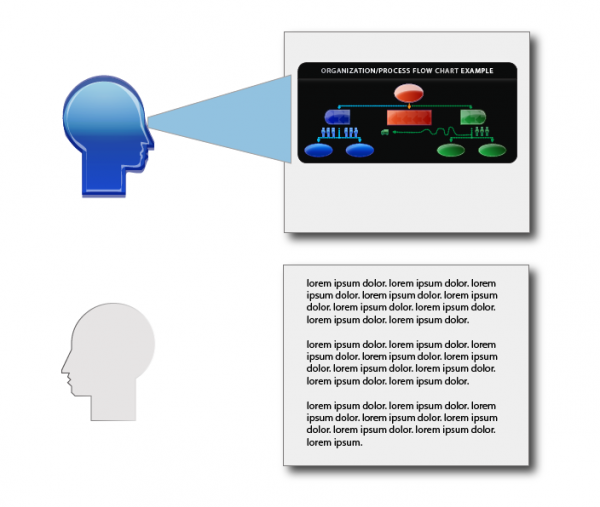 ORGANIZATION/PROCESS FLOW CHART EXAMPLE
lorem ipsum dolor. lorem ipsum dolor. lorem
ipsum dolor. lorem ipsum dolor. lorem ipsum
dolor. lorem ipsum dolor. lorem ipsum dolor.
lorem ipsum dolor. lorem ipsum dolor.
lorem ipsum dolor. lorem ipsum dolor. lorem
ipsum dolor. lorem ipsum dolor. lorem ipsum
dolor. lorem ipsum dolor. lorem ipsum dolor.
lorem ipsum dolor. lorem ipsum dolor.
lorem ipsum dolor. lorem ipsum dolor. lorem
ipsum dolor. lorem ipsum dolor. lorem ipsum
dolor. lorem ipsum dolor. lorem ipsum dolor.
lorem ipsum.